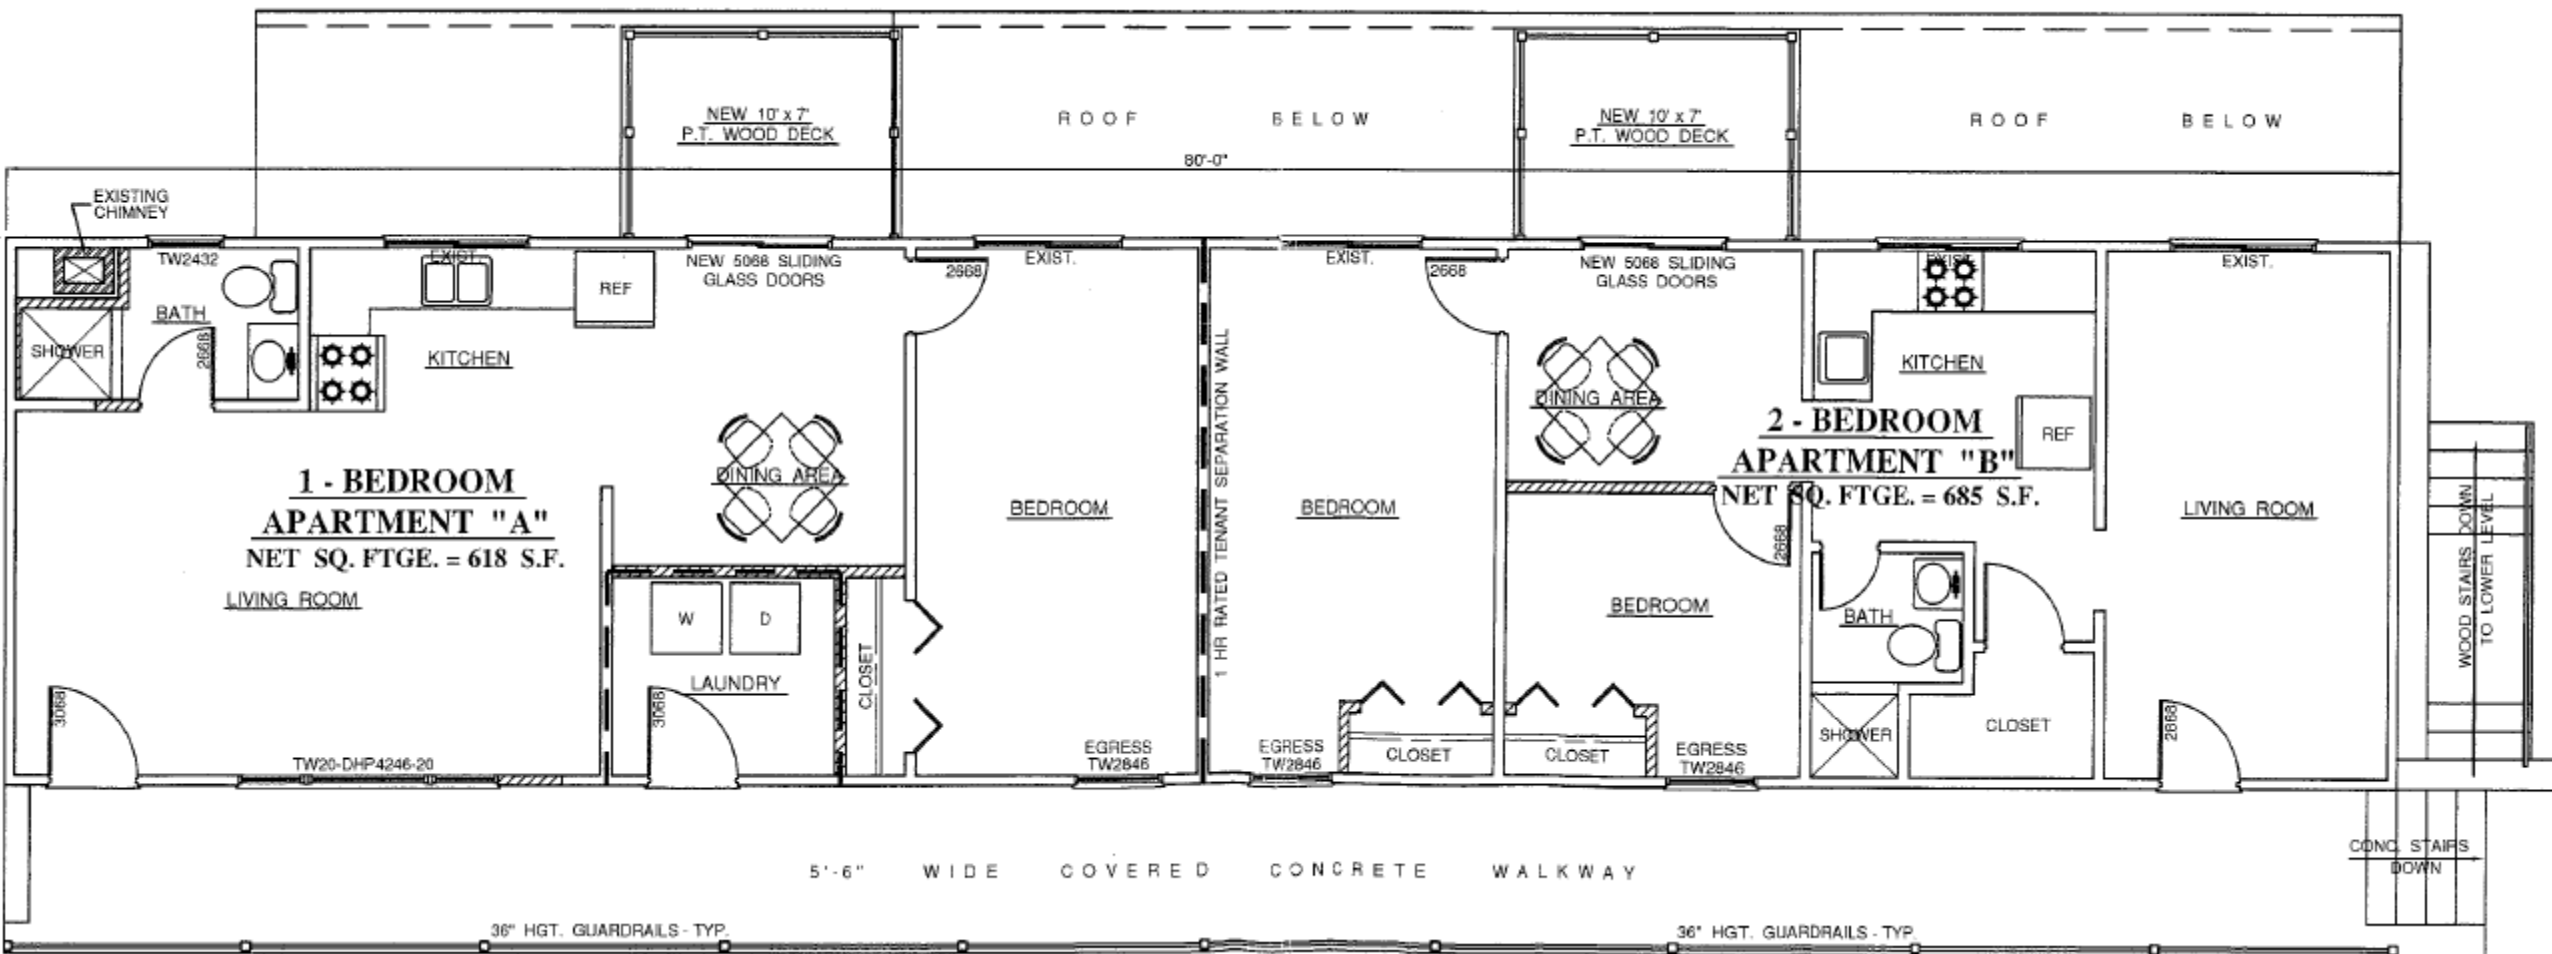 NEW 10' x 7'
P.T. WOOD DECK
ROOF BELOW
NEW 10' x 7'
P.T. WOOD DECK
ROOF BELOW
80'-0"
EXISTING
CHIMNEY
TW2432
EXIST.
REF
NEW 5068 SLIDING
GLASS DOORS
2668
EXIST.
EXIST.
2668
NEW 5068 SLIDING
GLASS DOORS
EXIST.
EXIST.
BATH
SHOWER
2668
KITCHEN
DINING AREA
1 - BEDROOM
APARTMENT "A"
NET SQ. FTGE. = 618 S.F.
LIVING ROOM
BEDROOM
1 HR RATED TENANT SEPARATION WALL
BEDROOM
DINING AREA
KITCHEN
REF
2 - BEDROOM
APARTMENT "B"
NET SQ. FTGE. = 685 S.F.
LIVING ROOM
WOOD STAIRS DOWN
TO LOWER LEVEL
2668
BEDROOM
BATH
W
D
LAUNDRY
CLOSET
3068
3068
TW20-DHP4246-20
EGRESS
TW2846
EGRESS
TW2846
CLOSET
CLOSET
EGRESS
TW2846
SHOWER
CLOSET
2868
5'-6" WIDE COVERED CONCRETE WALKWAY
CONC. STAIRS
DOWN
36" HGT. GUARDRAILS - TYP.
36" HGT. GUARDRAILS - TYP.